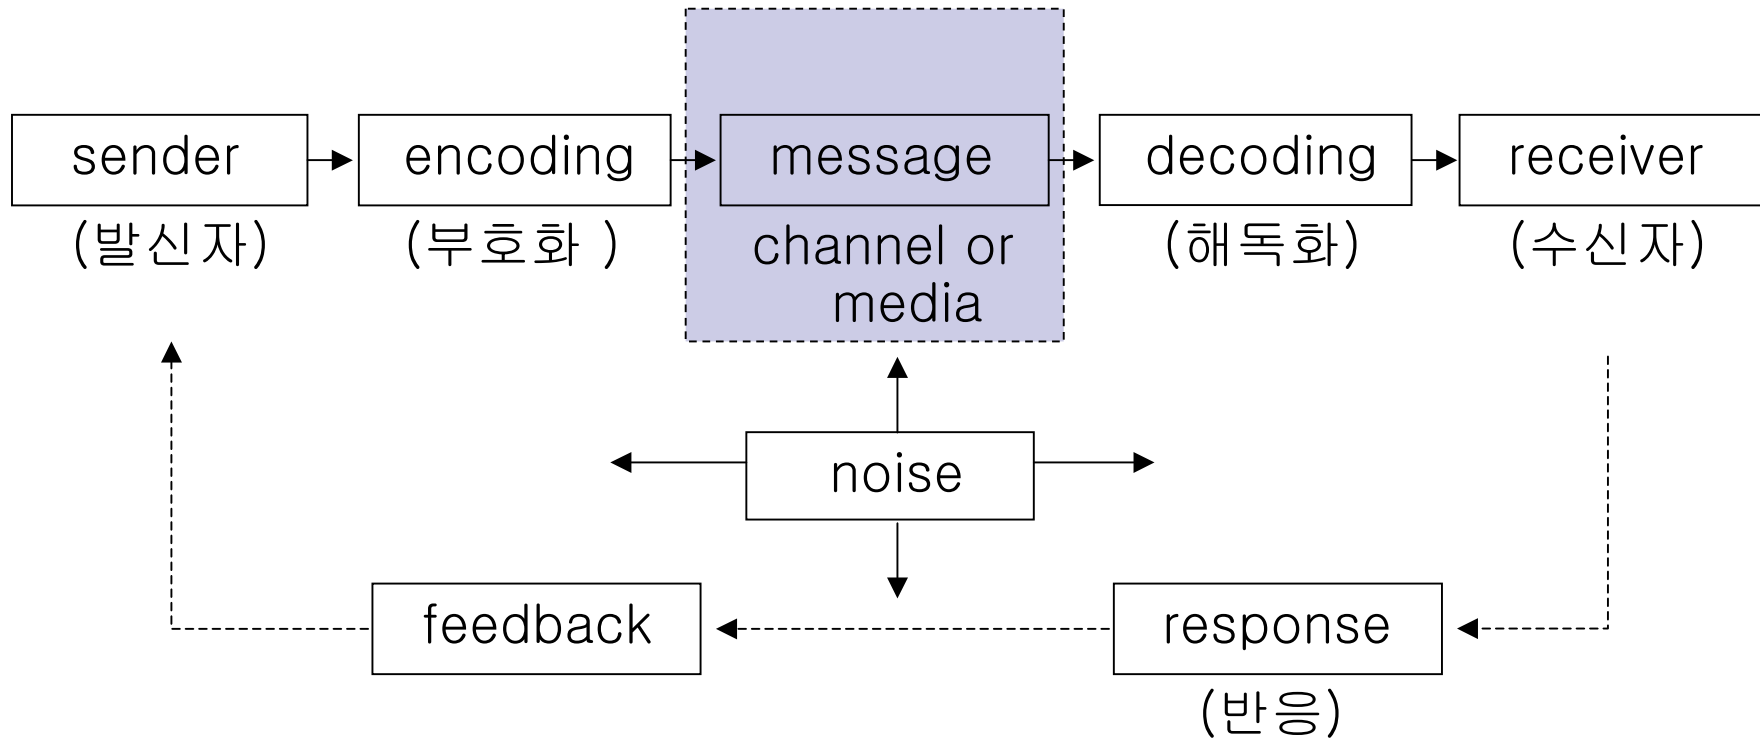 sender
encoding
message
decoding
receiver
(발신자)
(부호화 )
channel or
media
(해독화)
(수신자)
noise
feedback
response
(반응)